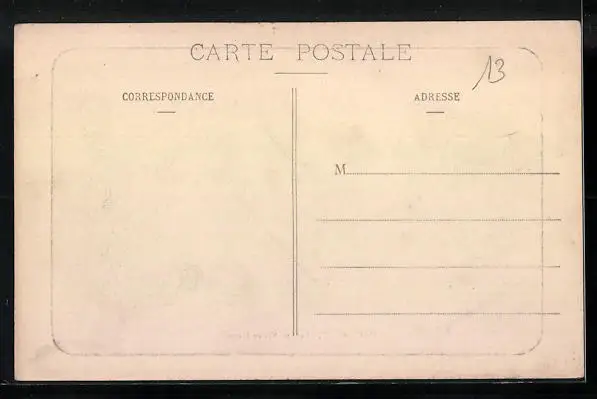 CARTE POSTALE
13
CORRESPONDANCE
ADRESSE
M